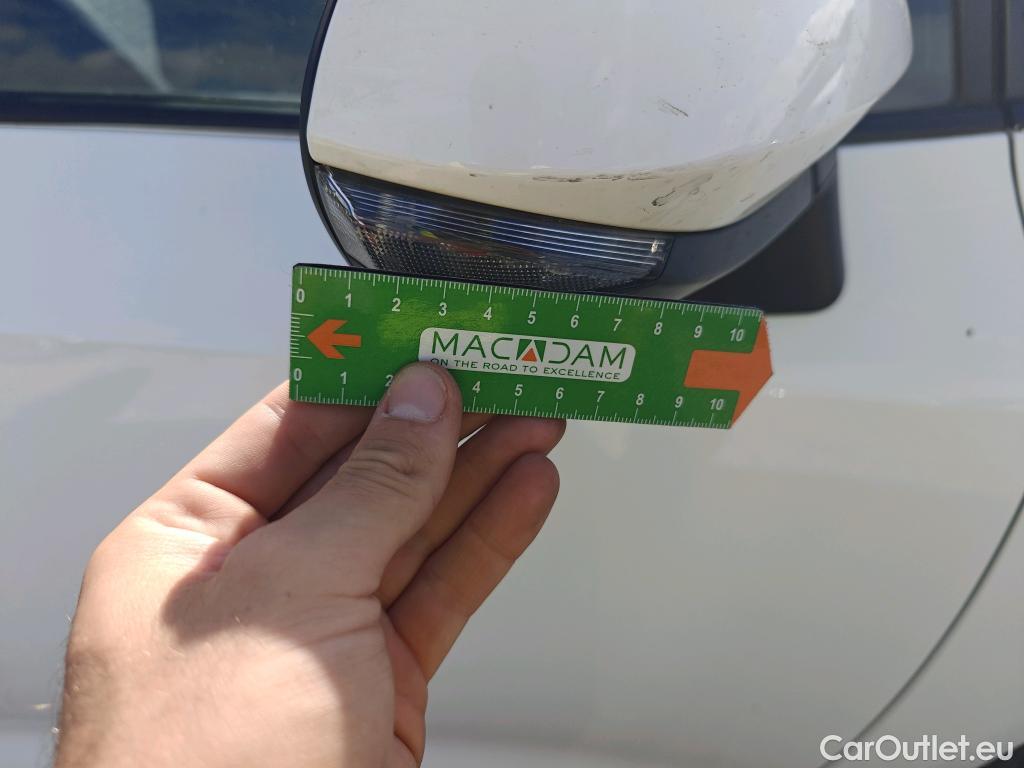 0 1 2 3 4 5 6 7 8 9 10
MACADAM
ON THE ROAD TO EXCELLENCE
0 1 2 4 5 6 7 8 9 10
CarOutlet.eu